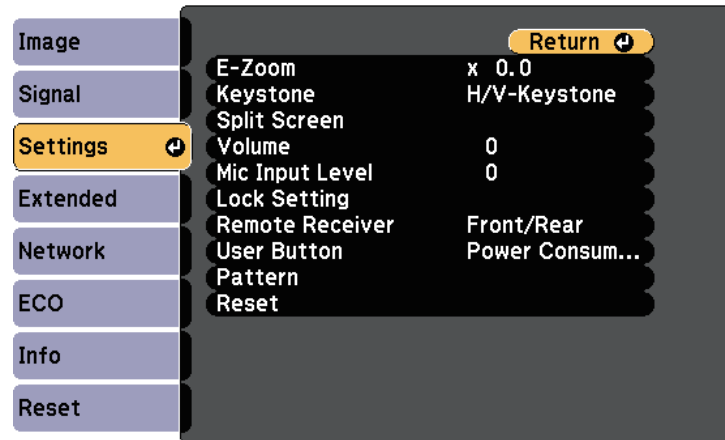 Image
Signal
Settings
Extended
Network
ECO
Info
Reset
Return
E-Zoom x 0.0
Keystone H/V-Keystone
Split Screen
Volume 0
Mic Input Level 0
Lock Setting
Remote Receiver Front/Rear
User Button Power Consum...
Pattern
Reset